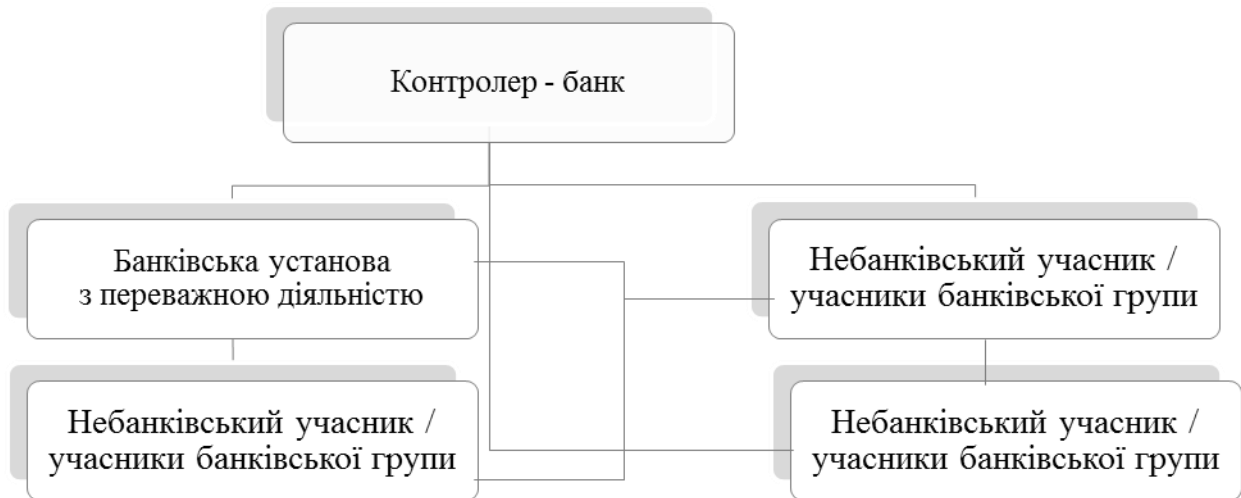 Контролер - банк
Банківська установа
з переважною діяльністю
Небанківський учасник /
учасники банківської групи
Небанківський учасник /
учасники банківської групи
Небанківський учасник /
учасники банківської групи